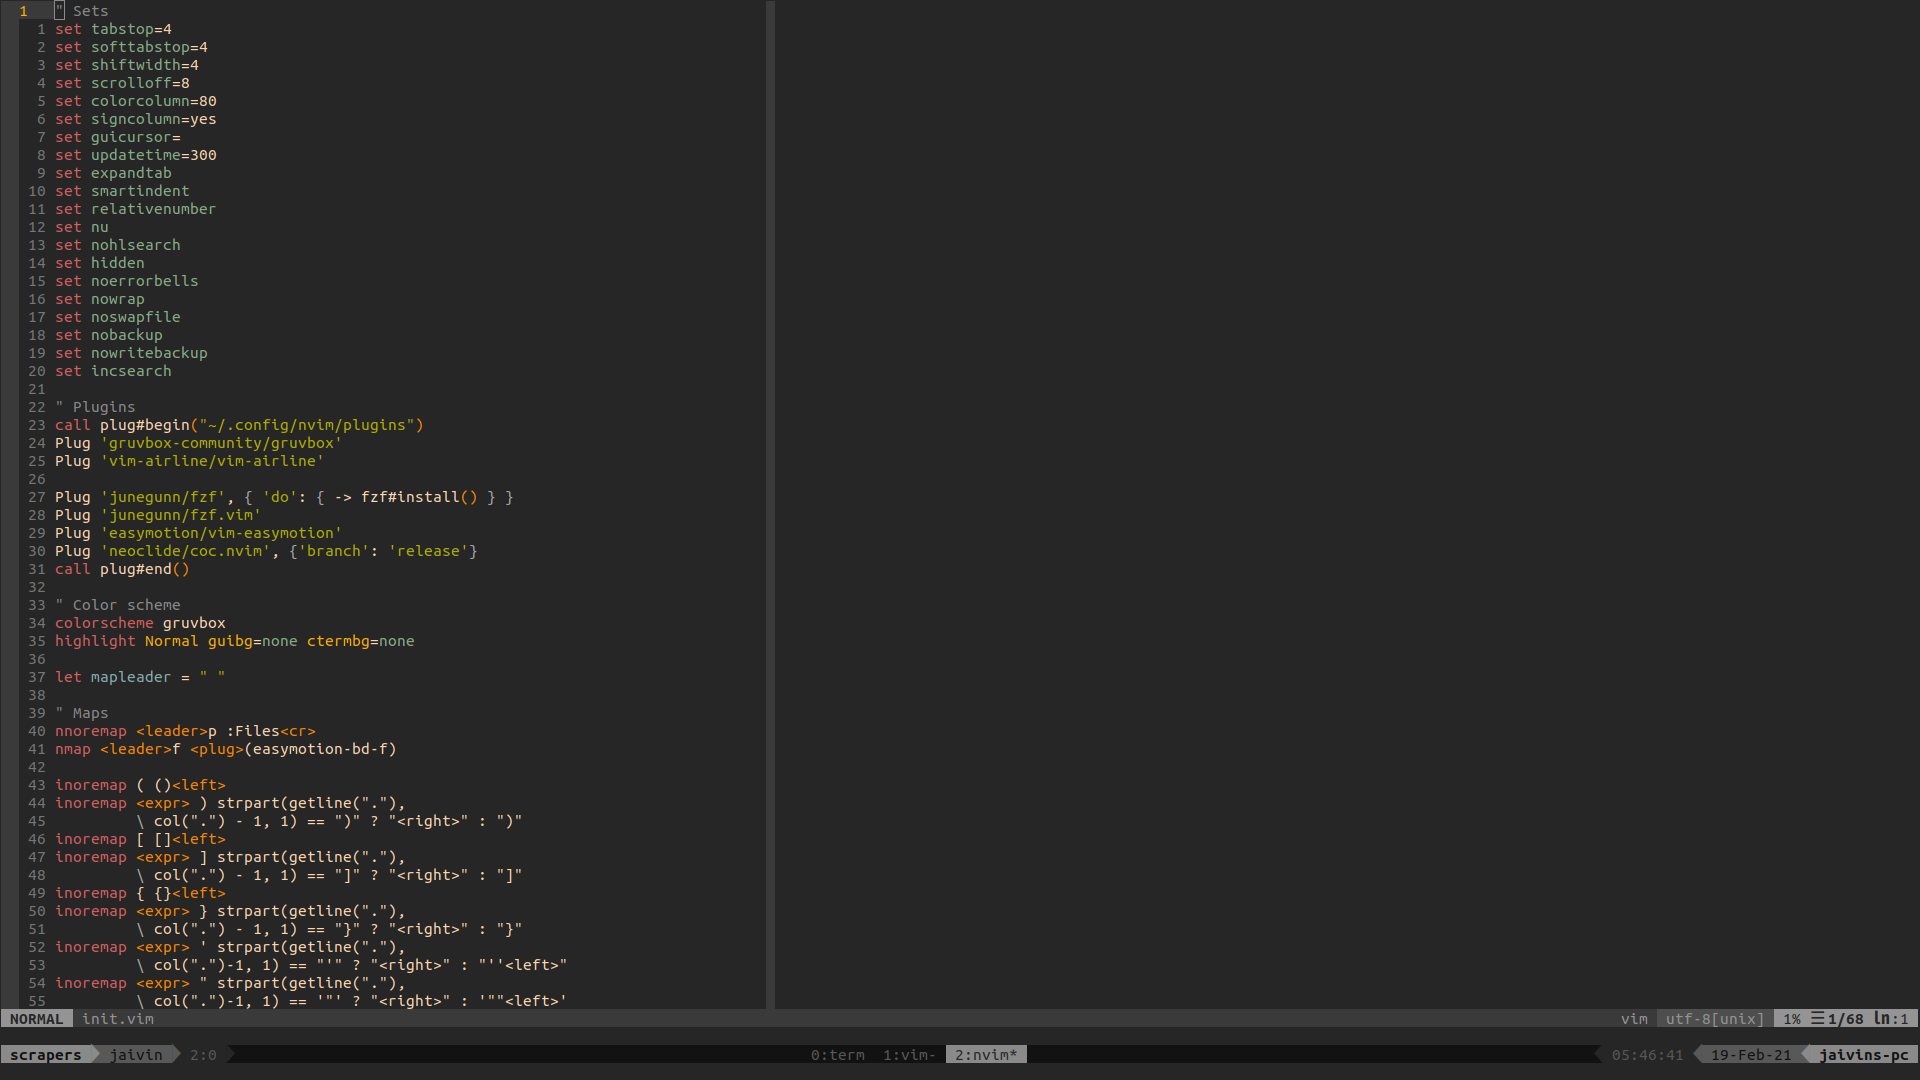 1   " Sets
  1 set tabstop=4
  2 set softtabstop=4
  3 set shiftwidth=4
  4 set scrolloff=8
  5 set colorcolumn=80
  6 set signcolumn=yes
  7 set guicursor=
  8 set updatetime=300
  9 set expandtab
 10 set smartindent
 11 set relativenumber
 12 set nu
 13 set nohlsearch
 14 set hidden
 15 set noerrorbells
 16 set nowrap
 17 set noswapfile
 18 set nobackup
 19 set nowritebackup
 20 set incsearch
 21
 22 " Plugins
 23 call plug#begin("~/.config/nvim/plugins")
 24 Plug 'gruvbox-community/gruvbox'
 25 Plug 'vim-airline/vim-airline'
 26
 27 Plug 'junegunn/fzf', { 'do': { -> fzf#install() } }
 28 Plug 'junegunn/fzf.vim'
 29 Plug 'easymotion/vim-easymotion'
 30 Plug 'neoclide/coc.nvim', {'branch': 'release'}
 31 call plug#end()
 32
 33 " Color scheme
 34 colorscheme gruvbox
 35 highlight Normal guibg=none ctermbg=none
 36
 37 let mapleader = " "
 38
 39 " Maps
 40 nnoremap <leader>p :Files<cr>
 41 nmap <leader>f <plug>(easymotion-bd-f)
 42
 43 inoremap ( ()<left>
 44 inoremap <expr> ) strpart(getline("."),
 45          \ col(".") - 1, 1) == ")" ? "<right>" : ")"
 46 inoremap [ []<left>
 47 inoremap <expr> ] strpart(getline("."),
 48          \ col(".") - 1, 1) == "]" ? "<right>" : "]"
 49 inoremap { {}<left>
 50 inoremap <expr> } strpart(getline("."),
 51          \ col(".") - 1, 1) == "}" ? "<right>" : "}"
 52 inoremap <expr> ' strpart(getline("."),
 53          \ col(".")-1, 1) == "'" ? "<right>" : "''<left>"
 54 inoremap <expr> " strpart(getline("."),
 55          \ col(".")-1, 1) == '"' ? "<right>" : '""<left>'
NORMAL init.vim vim utf-8[unix] 1% ☰ 1/68 ln:1
scrapers jaivin 2:0 0:term 1:vim- 2:nvim* 05:46:41 19-Feb-21 jaivins-pc